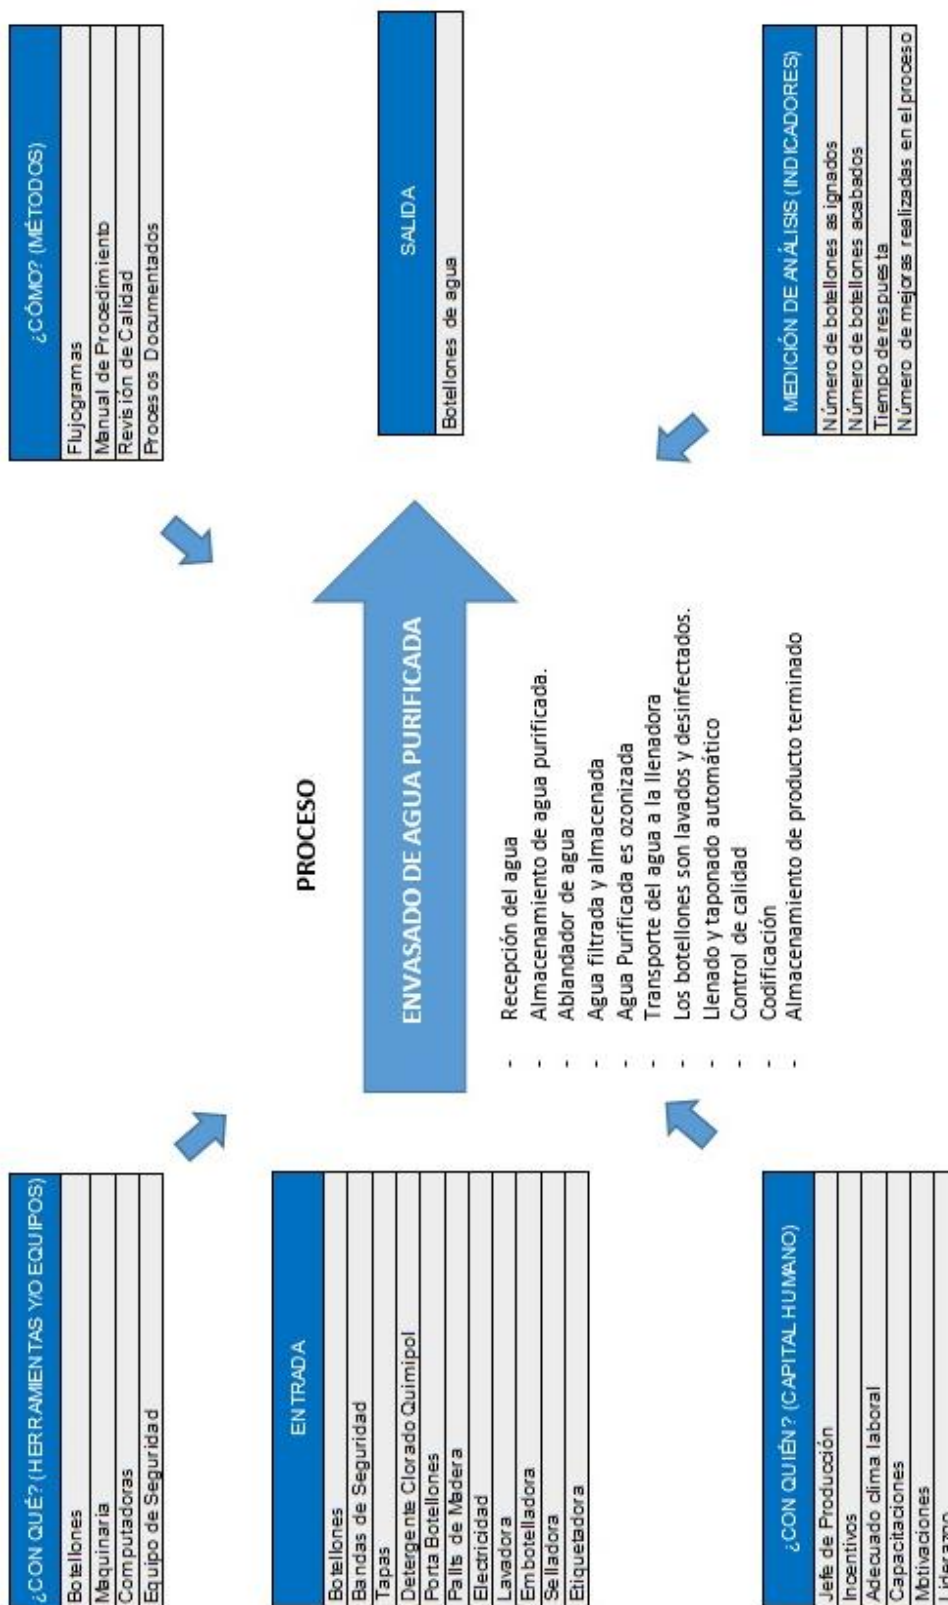 ¿CON QUÉ? (HERRAMIENTAS Y/O EQUIPOS)
Botellones
Maquinaria
Computadoras
Equipo de Seguridad
¿CÓMO? (MÉTODOS)
Flujogramas
Manual de Procedimiento
Revisión de Calidad
Procesos Documentados
ENTRADA
Botellones
Bandas de Seguridad
Tapas
Detergente Clorado Quimipol
Porta Botellones
Pallts de Madera
Electricidad
Lavadora
Embotelladora
Selladora
Etiquetadora
PROCESO
ENVASADO DE AGUA PURIFICADA
- Recepción del agua
- Almacenamiento de agua purificada.
- Ablandador de agua
- Agua filtrada y almacenada
- Agua Purificada es ozonizada
- Transporte del agua a la llenadora
- Los botellones son lavados y desinfectados.
- Llenado y taponado automático
- Control de calidad
- Codificación
- Almacenamiento de producto terminado
SALIDA
Botellones de agua
¿CON QUIÉN? (CAPITAL HUMANO)
Jefe de Producción
Incentivos
Adecuado clima laboral
Capacitaciones
Motivaciones
Liderazgo
MEDICIÓN DE ANÁLISIS (INDICADORES)
Número de botellones asignados
Número de botellones acabados
Tiempo de respuesta
Número de mejoras realizadas en el proceso